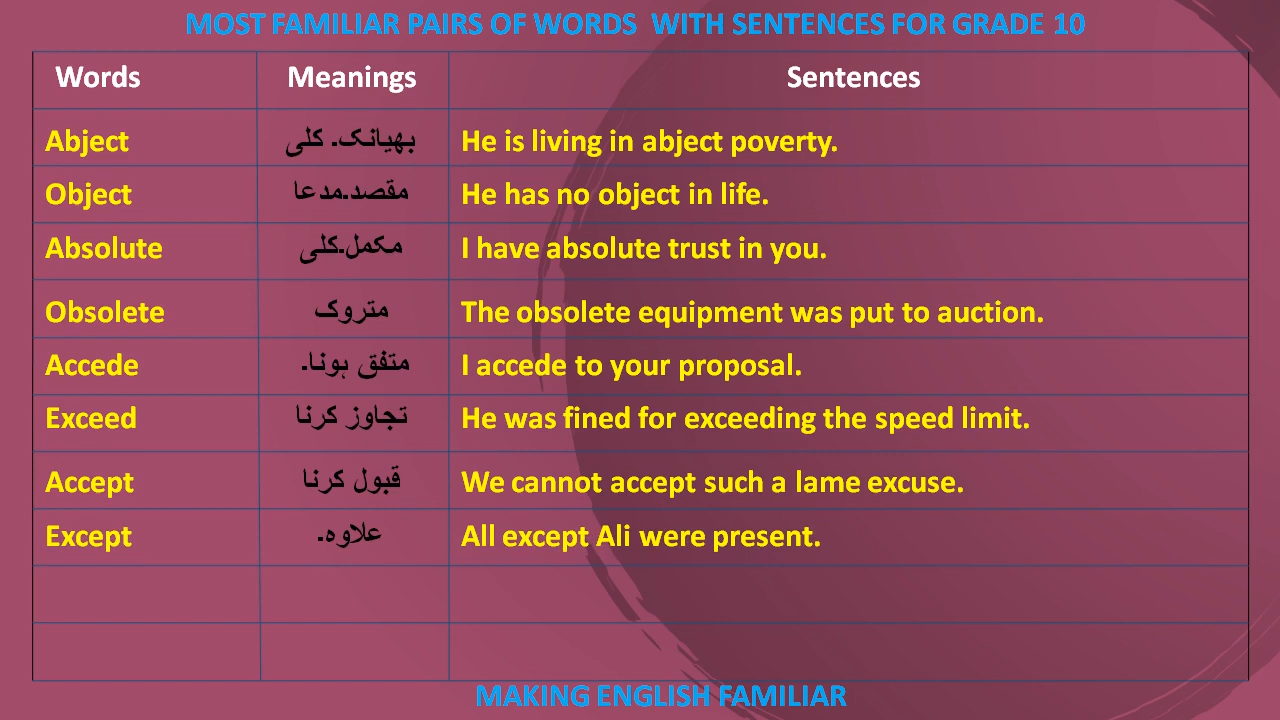 MOST FAMILIAR PAIRS OF WORDS WITH SENTENCES FOR GRADE 10
Words Meanings Sentences
Abject بھیانک۔ کلی He is living in abject poverty.
Object مقصد۔مدعا He has no object in life.
Absolute مکمل۔کلی I have absolute trust in you.
Obsolete متروک The obsolete equipment was put to auction.
Accede متفق ہونا۔ I accede to your proposal.
Exceed تجاوز کرنا He was fined for exceeding the speed limit.
Accept قبول کرنا We cannot accept such a lame excuse.
Except علاوہ۔ All except Ali were present.
MAKING ENGLISH FAMILIAR